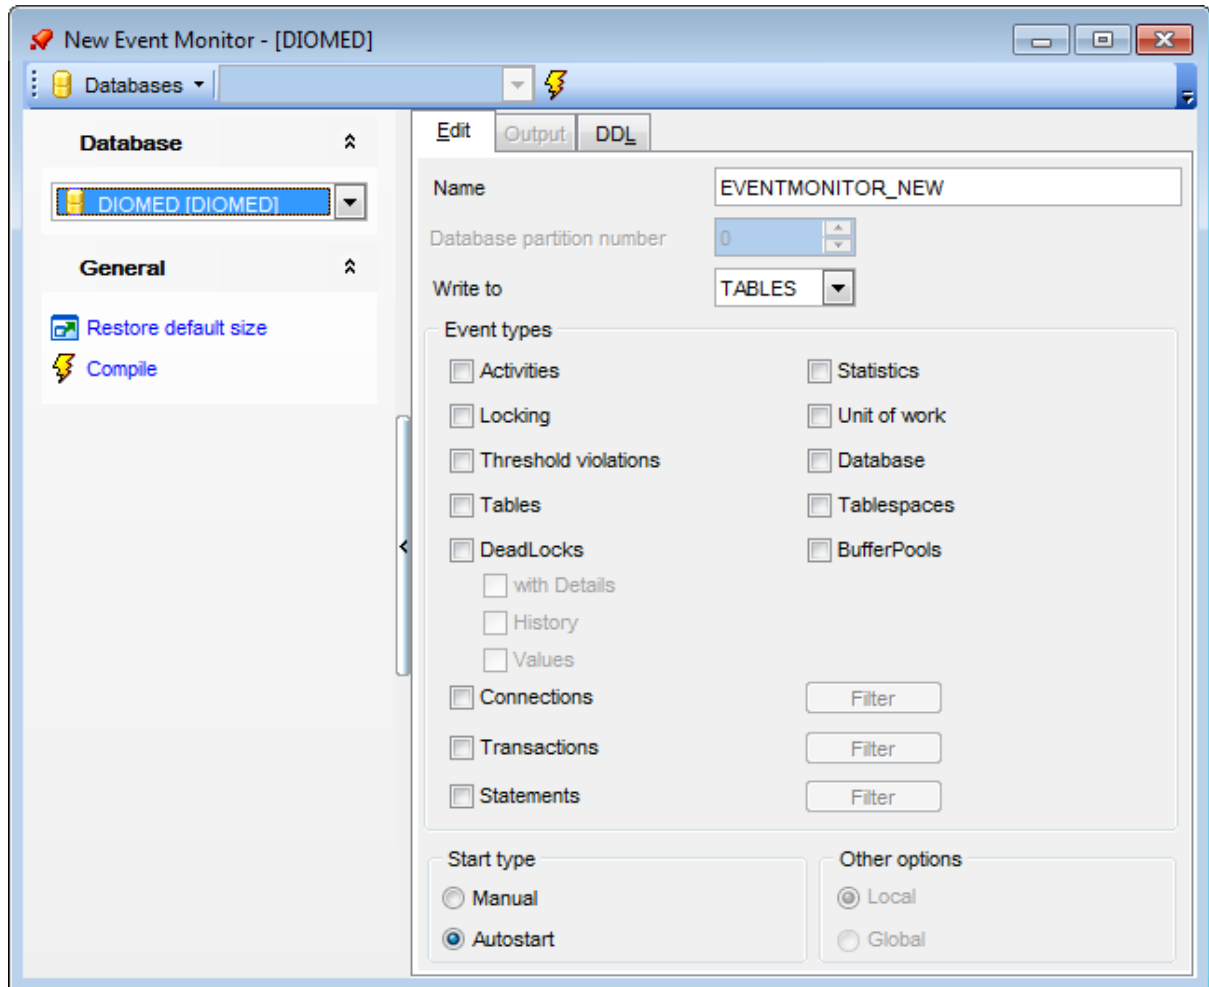 New Event Monitor - [DIOMED]
Databases
Database
DIOMED [DIOMED]
General
Restore default size
Compile
Edit Output DDL
Name EVENTMONITOR_NEW
Database partition number 0
Write to TABLES
Event types
Activities Statistics
Locking Unit of work
Threshold violations Database
Tables Tablespaces
DeadLocks BufferPools
with Details
History
Values
Connections Filter
Transactions Filter
Statements Filter
Start type Other options
Manual Local
Autostart Global